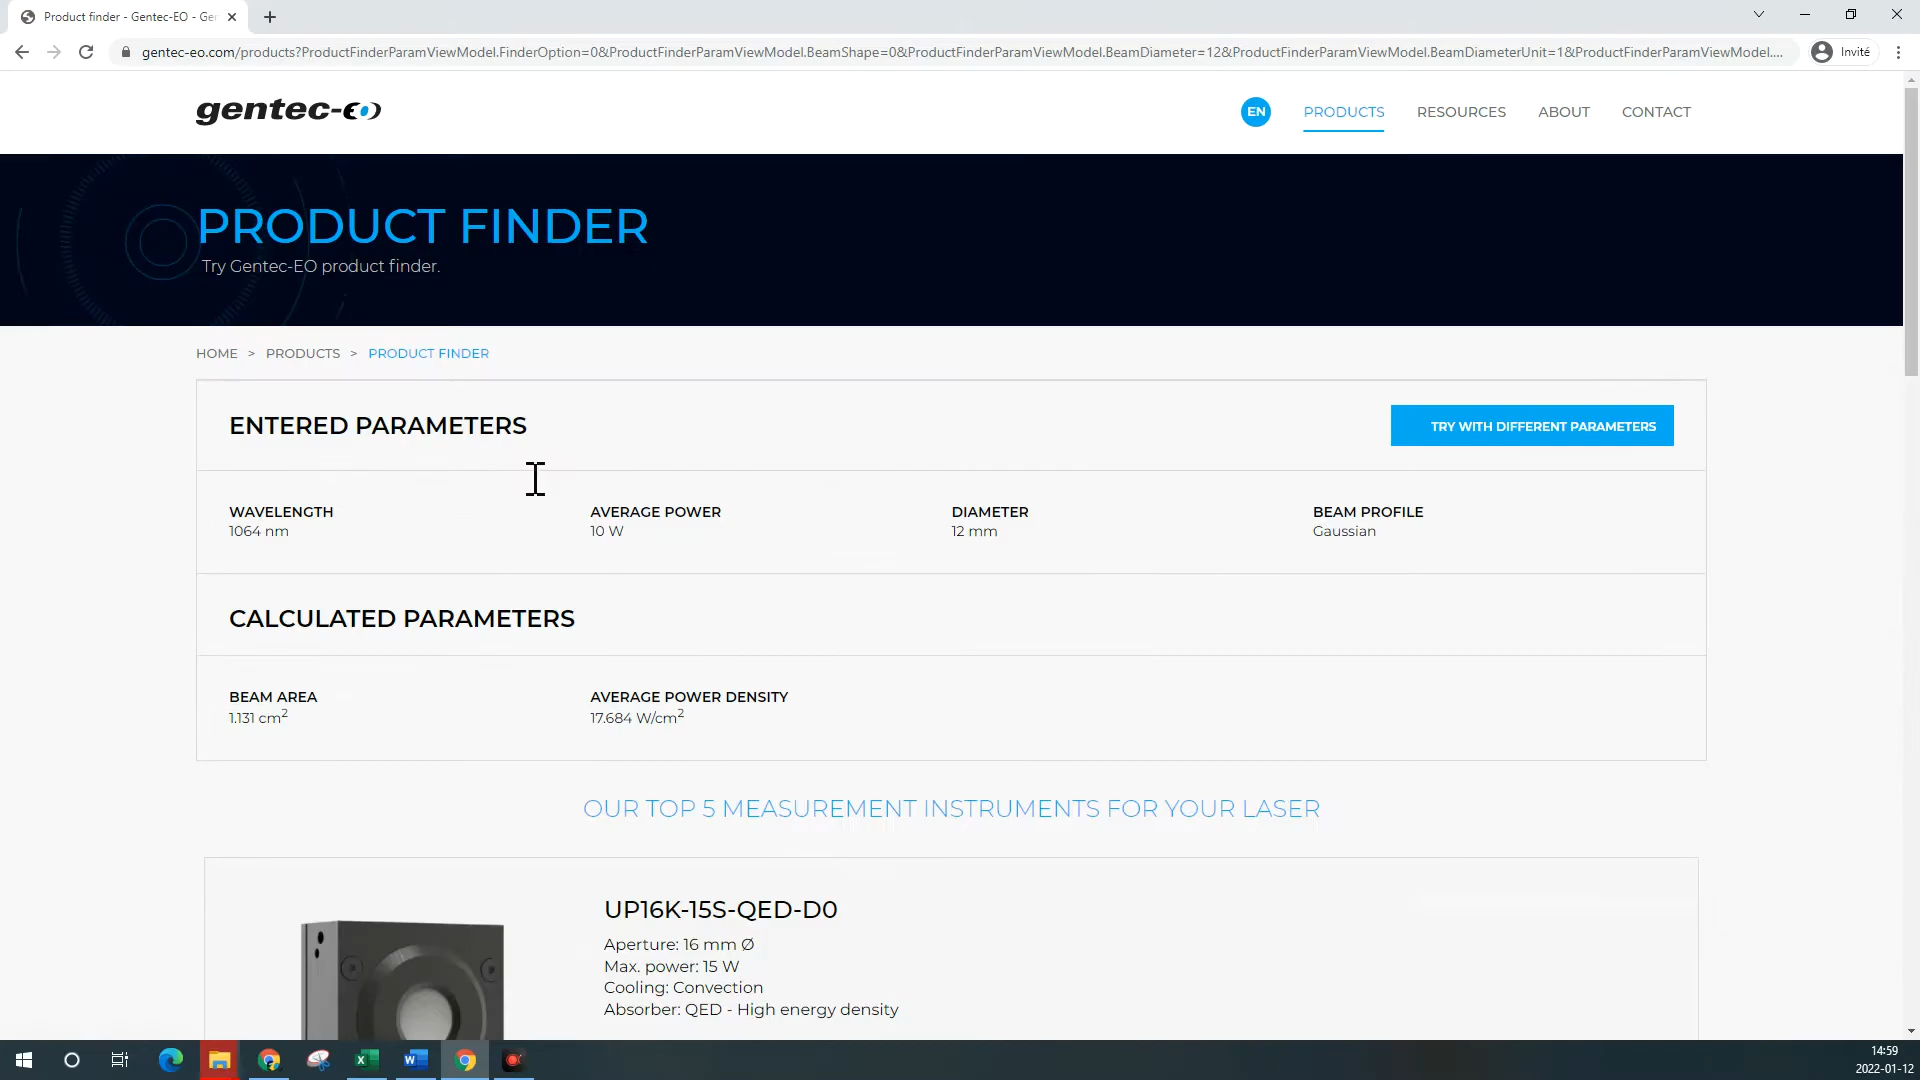 Product finder - Gentec-EO - Ge
gentec-eo.com/products?ProductFinderParamViewModel.FinderOption=0&ProductFinderParamViewModel.BeamShape=0&ProductFinderParamViewModel.BeamDiameter=12&ProductFinderParamViewModel.BeamDiameterUnit=1&ProductFinderParamViewModel....
Invité
gentec-eo
EN
PRODUCTS
RESOURCES
ABOUT
CONTACT
PRODUCT FINDER
Try Gentec-EO product finder.
HOME > PRODUCTS > PRODUCT FINDER
ENTERED PARAMETERS
TRY WITH DIFFERENT PARAMETERS
WAVELENGTH
1064 nm
AVERAGE POWER
10 W
DIAMETER
12 mm
BEAM PROFILE
Gaussian
CALCULATED PARAMETERS
BEAM AREA
1.131 cm²
AVERAGE POWER DENSITY
17.684 W/cm²
OUR TOP 5 MEASUREMENT INSTRUMENTS FOR YOUR LASER
UP16K-15S-QED-D0
Aperture: 16 mm Ø
Max. power: 15 W
Cooling: Convection
Absorber: QED - High energy density
14:59
2022-01-12